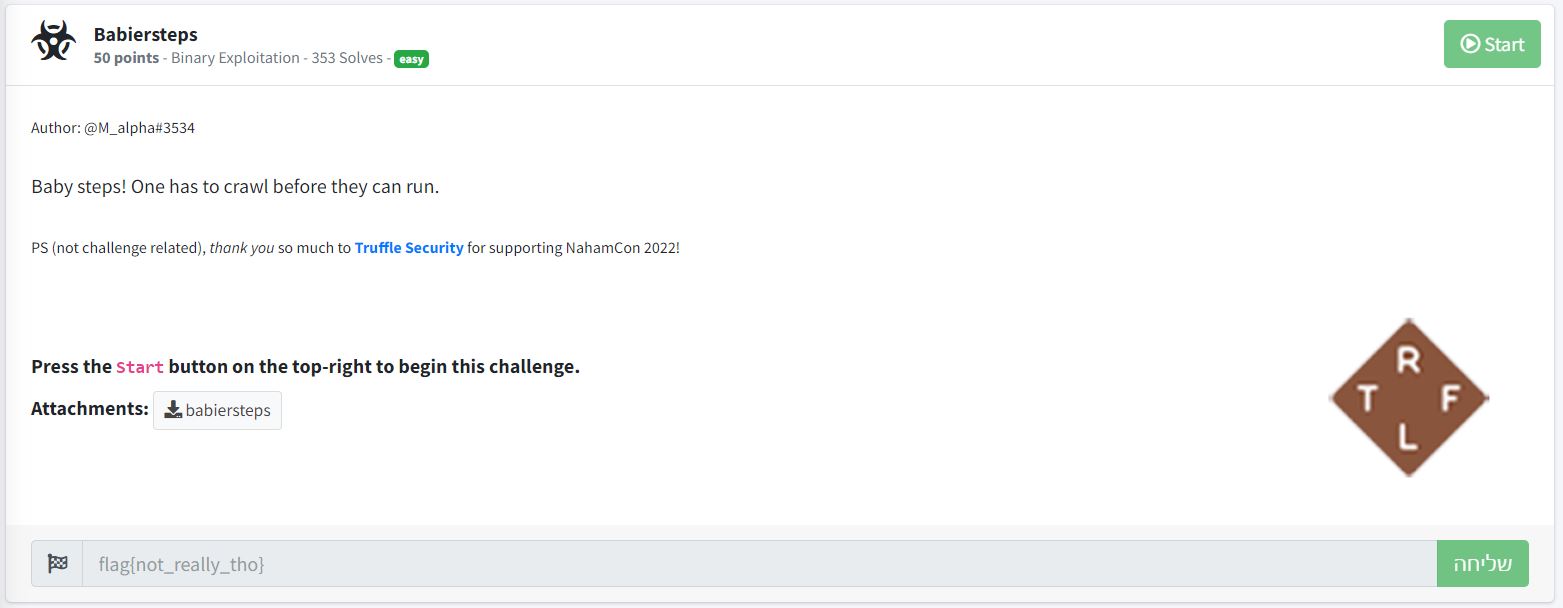 Babiersteps
50 points - Binary Exploitation - 353 Solves - easy
Start
Author: @M_alpha#3534
Baby steps! One has to crawl before they can run.
PS (not challenge related), thank you so much to Truffle Security for supporting NahamCon 2022!
Press the Start button on the top-right to begin this challenge.
Attachments: babiersteps
R
T F
L
flag{not_really_tho}
שליחה